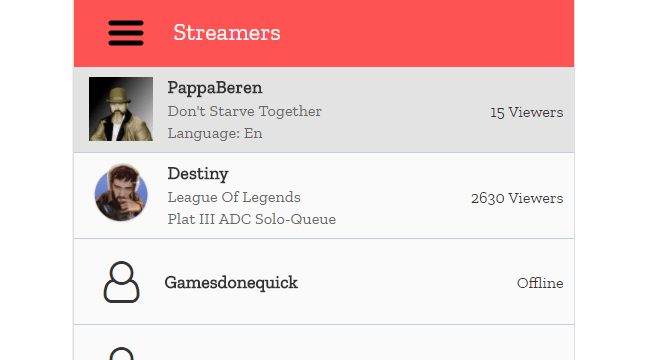 Streamers
PappaBeren
Don't Starve Together
Language: En
15 Viewers
Destiny
League Of Legends
Plat III ADC Solo-Queue
2630 Viewers
Gamesdonequick
Offline